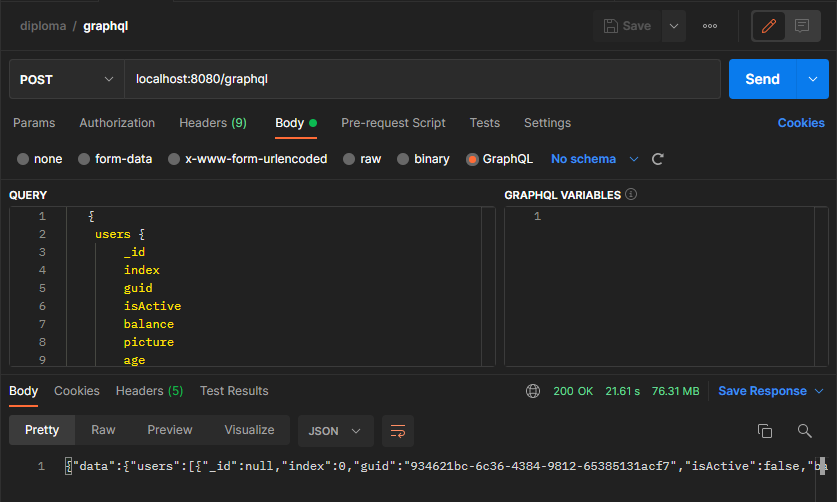 diploma / graphql
Save
POST
localhost:8080/graphql
Send
Params Authorization Headers (9) Body Pre-request Script Tests Settings Cookies
none form-data x-www-form-urlencoded raw binary GraphQL No schema
QUERY
1 {
2 users {
3 _id
4 index
5 guid
6 isActive
7 balance
8 picture
9 age
GRAPHQL VARIABLES
1
Body Cookies Headers (5) Test Results 200 OK 21.61 s 76.31 MB Save Response
Pretty Raw Preview Visualize JSON
1 {"data":{"users":[{"_id":null,"index":0,"guid":"934621bc-6c36-4384-9812-65385131acf7","isActive":false,"ba